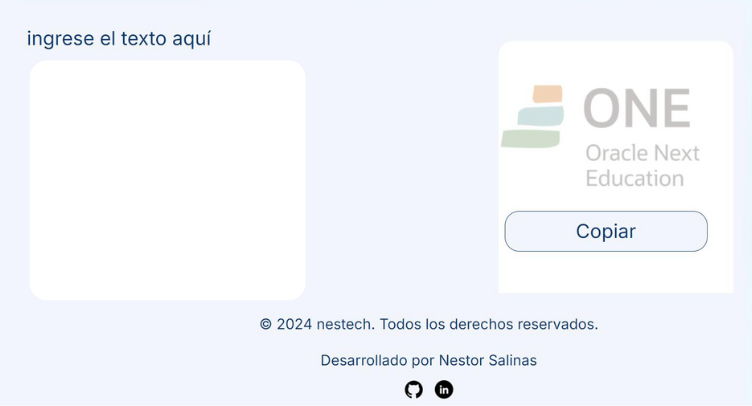 ingrese el texto aquí
ONE
Oracle Next
Education
Copiar
© 2024 nestech. Todos los derechos reservados.
Desarrollado por Nestor Salinas
in